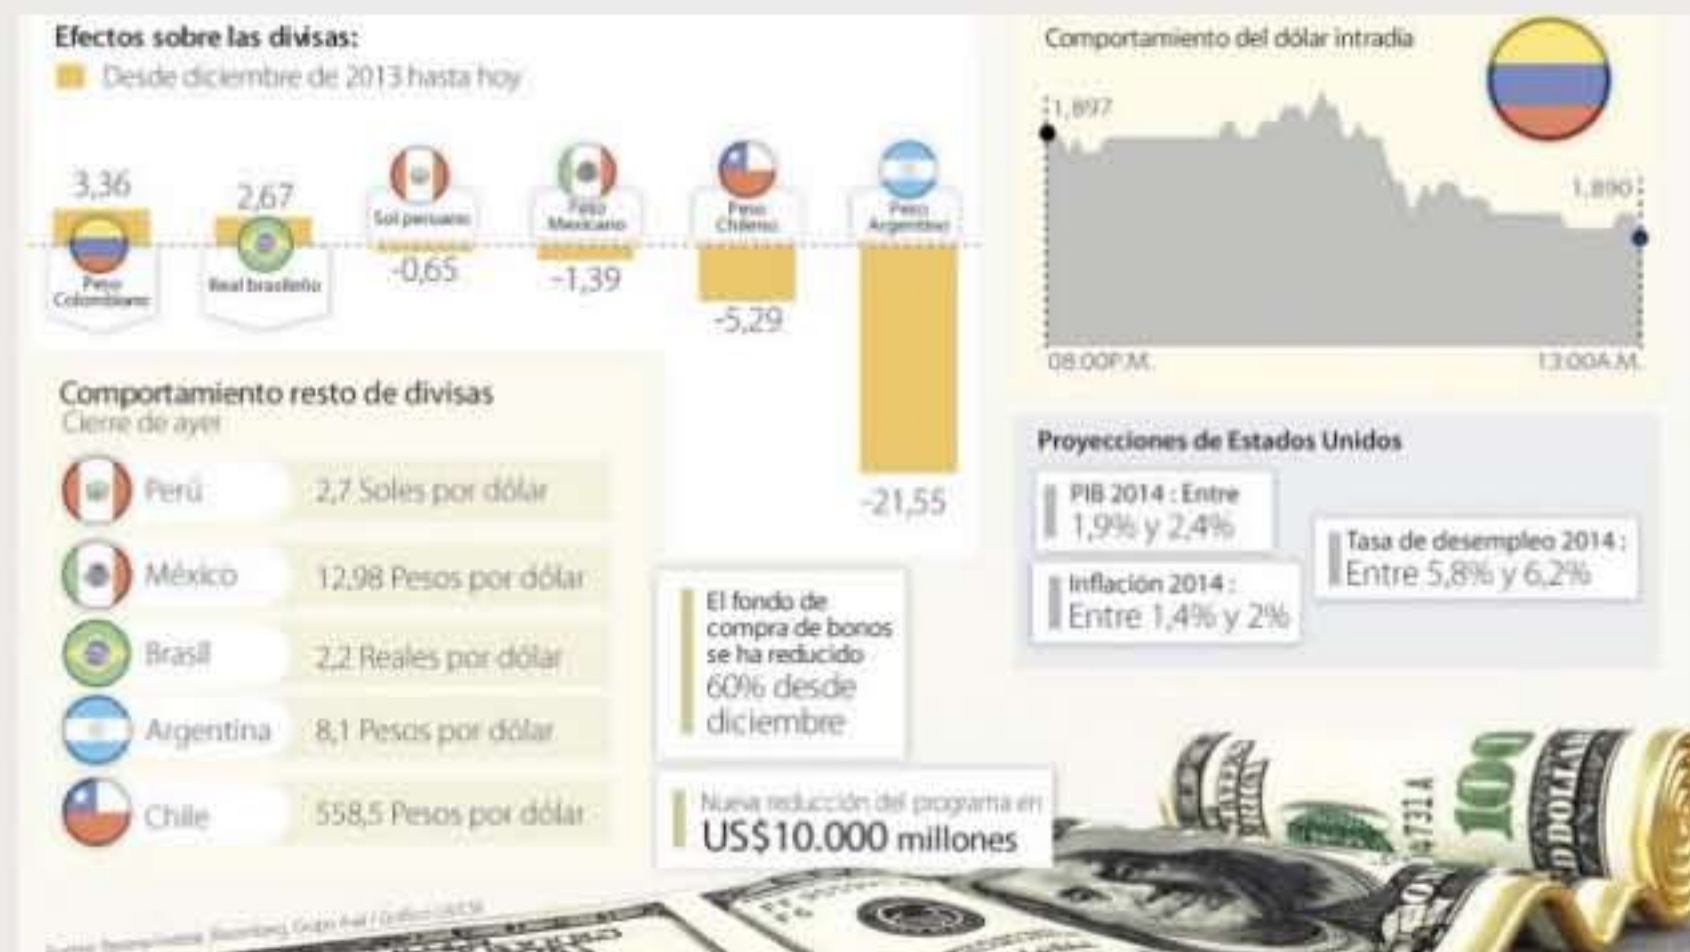 Efectos sobre las divisas:
Desde diciembre de 2013 hasta hoy
3,36
Peso
Colombiano
2,67
Real brasileño
Sol peruano
-0,65
Peso
Mexicano
-1,39
Peso
Chileno
-5,29
Peso
Argentino
-21,55
Comportamiento resto de divisas
Cierre de ayer
Perú 2,7 Soles por dólar
México 12,98 Pesos por dólar
Brasil 2,2 Reales por dólar
Argentina 8,1 Pesos por dólar
Chile 558,5 Pesos por dólar
El fondo de
compra de bonos
se ha reducido
60% desde
diciembre
Nueva reducción del programa en
US$10.000 millones
Comportamiento del dólar intradía
1,897
1,890
08:00P.M. 13:00A.M.
Proyecciones de Estados Unidos
PIB 2014 : Entre
1,9% y 2,4%
Inflación 2014 :
Entre 1,4% y 2%
Tasa de desempleo 2014 :
Entre 5,8% y 6,2%
100